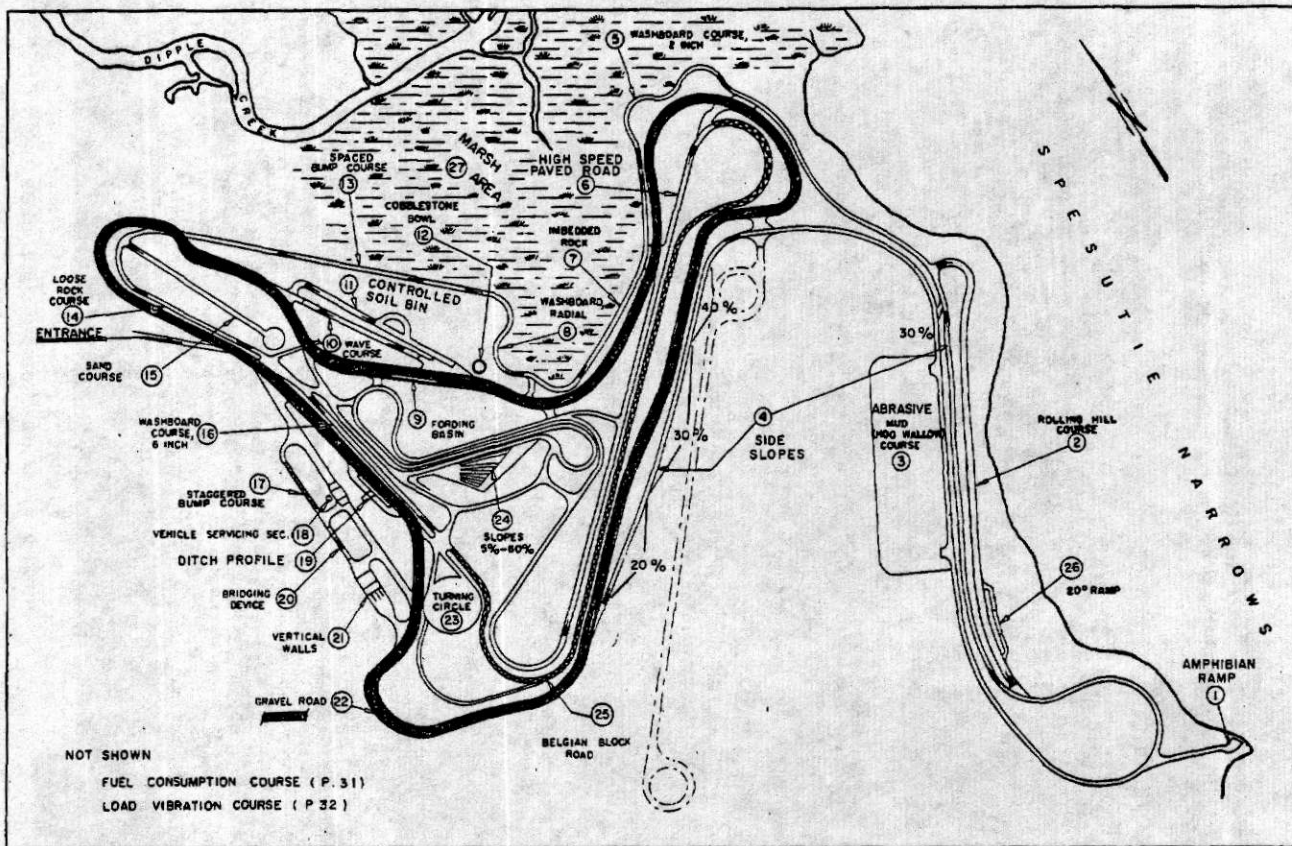 DIPPLE
CREEK
5
WASHBOARD COURSE,
2 INCH
SPACED
BUMP COURSE
13
MARSH
27
AREA
HIGH SPEED
PAVED ROAD
6
COBBLESTONE
BOWL
12
IMBEDDED
ROCK
7
SPESUTIE NARROWS
LOOSE
ROCK
COURSE
14
ENTRANCE
11
CONTROLLED
SOIL BIN
10
WAVE
COURSE
WASHBOARD
RADIAL
8
40 %
30 %
SAND
COURSE
15
9
FORDING
BASIN
WASHBOARD
COURSE,
6 INCH
16
30 %
4
SIDE
SLOPES
ABRASIVE
MUD
(HOG WALLOW)
COURSE
3
ROLLING HILL
COURSE
2
17
STAGGERED
BUMP COURSE
VEHICLE SERVICING SEC.
18
DITCH PROFILE
19
BRIDGING
DEVICE
20
24
SLOPES
5%-60%
20 %
26
20° RAMP
TURNING
CIRCLE
23
21
VERTICAL
WALLS
AMPHIBIAN
RAMP
1
GRAVEL ROAD
22
25
BELGIAN BLOCK
ROAD
NOT SHOWN
FUEL CONSUMPTION COURSE ( P. 31)
LOAD VIBRATION COURSE ( P 32 )